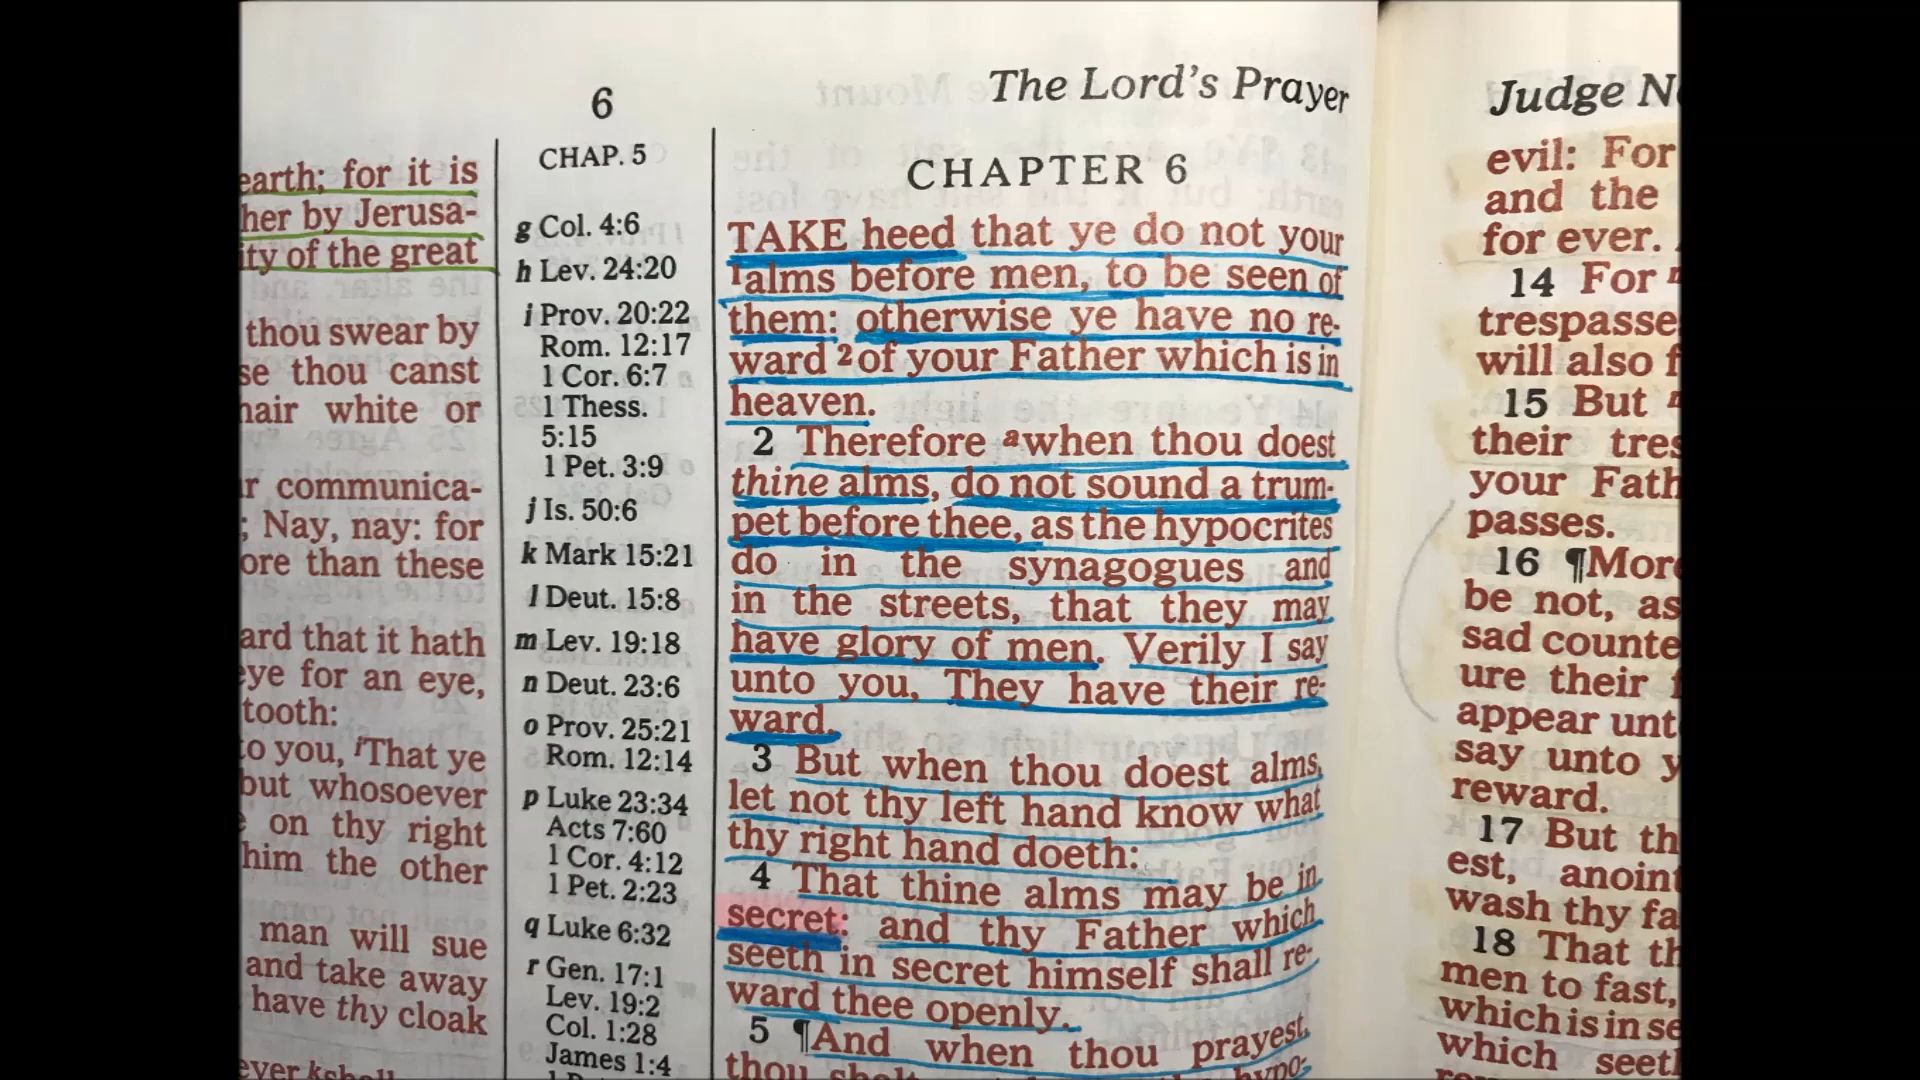 6
The Lord's Prayer
earth; for it is
her by Jerusa-
ity of the great
thou swear by
se thou canst
hair white or
r communica-
; Nay, nay: for
ore than these
ard that it hath
eye for an eye,
tooth:
to you, rThat ye
but whosoever
on thy right
him the other
man will sue
and take away
have thy cloak
CHAP. 5
g Col. 4:6
h Lev. 24:20
i Prov. 20:22
Rom. 12:17
1 Cor. 6:7
1 Thess.
5:15
1 Pet. 3:9
j Is. 50:6
k Mark 15:21
l Deut. 15:8
m Lev. 19:18
n Deut. 23:6
o Prov. 25:21
Rom. 12:14
p Luke 23:34
Acts 7:60
1 Cor. 4:12
1 Pet. 2:23
q Luke 6:32
r Gen. 17:1
Lev. 19:2
Col. 1:28
James 1:4
CHAPTER 6
TAKE heed that ye do not your
1alms before men, to be seen of
them: otherwise ye have no re-
ward 2of your Father which is in
heaven.
2 Therefore awhen thou doest
thine alms, do not sound a trum-
pet before thee, as the hypocrites
do in the synagogues and
in the streets, that they may
have glory of men. Verily I say
unto you, They have their re-
ward.
3 But when thou doest alms,
let not thy left hand know what
thy right hand doeth:
4 That thine alms may be in
secret: and thy Father which
seeth in secret himself shall re-
ward thee openly.
5 ¶And when thou prayest,
thou hypo-
Judge N
evil: For
and the
for ever.
14 For
trespasse
will also f
15 But
their tres
your Fath
passes.
16 ¶More
be not, as
sad counte
ure their f
appear unt
say unto y
reward.
17 But th
est, anoint
wash thy fa
18 That th
men to fast,
which is in se
which seeth